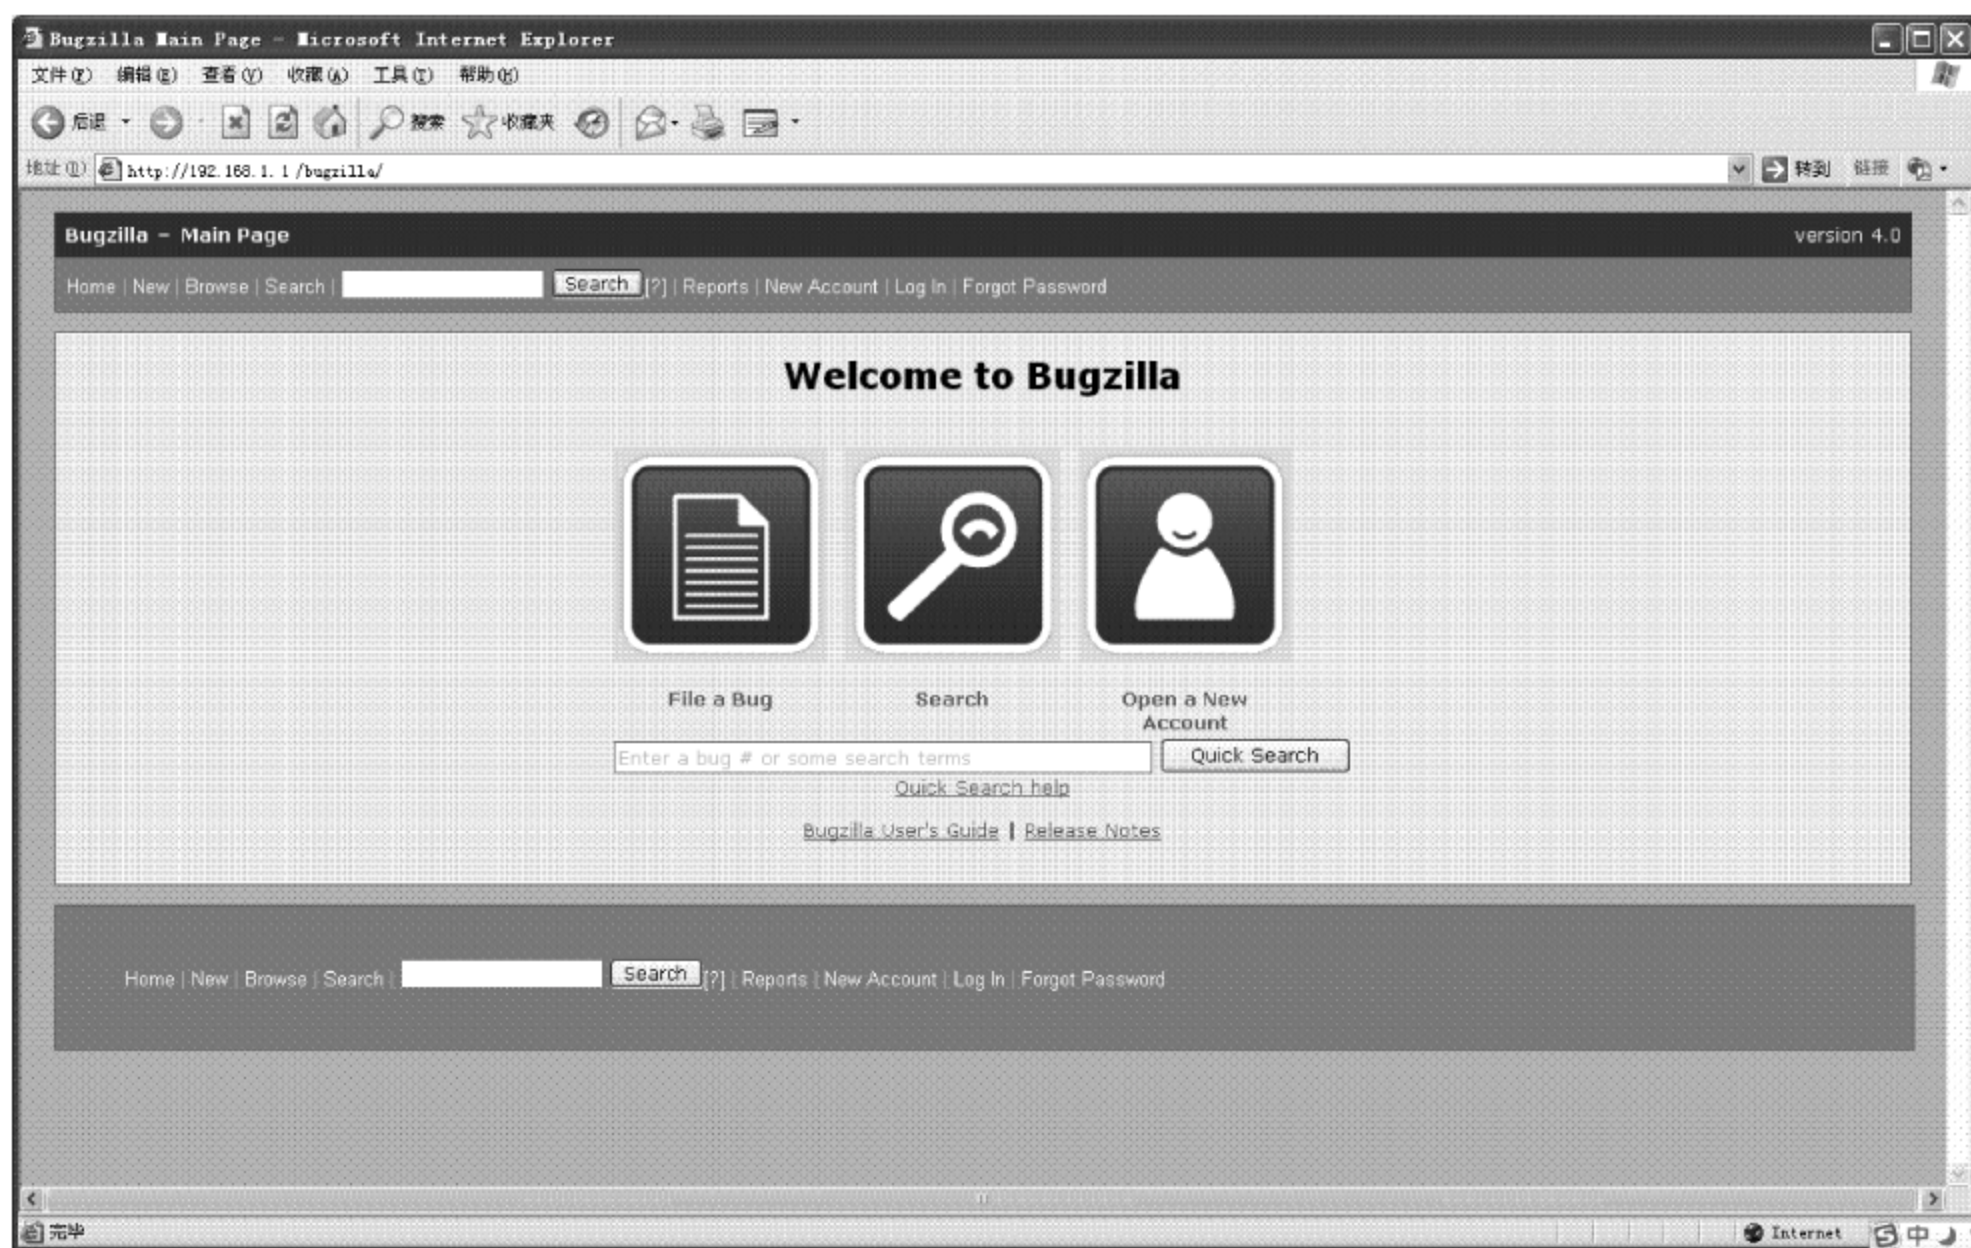 Bugzilla Main Page - Microsoft Internet Explorer
文件(F) 编辑(E) 查看(V) 收藏(A) 工具(T) 帮助(H)
后退 搜索 收藏夹
地址(D) http://192.168.1.1/bugzilla/ 转到 链接
Bugzilla – Main Page version 4.0
Home | New | Browse | Search | Search [?] | Reports | New Account | Log In | Forgot Password
Welcome to Bugzilla
File a Bug Search Open a New
Account
Enter a bug # or some search terms Quick Search
Quick Search help
Bugzilla User's Guide | Release Notes
Home | New | Browse | Search | Search [?] | Reports | New Account | Log In | Forgot Password
完毕 Internet 中